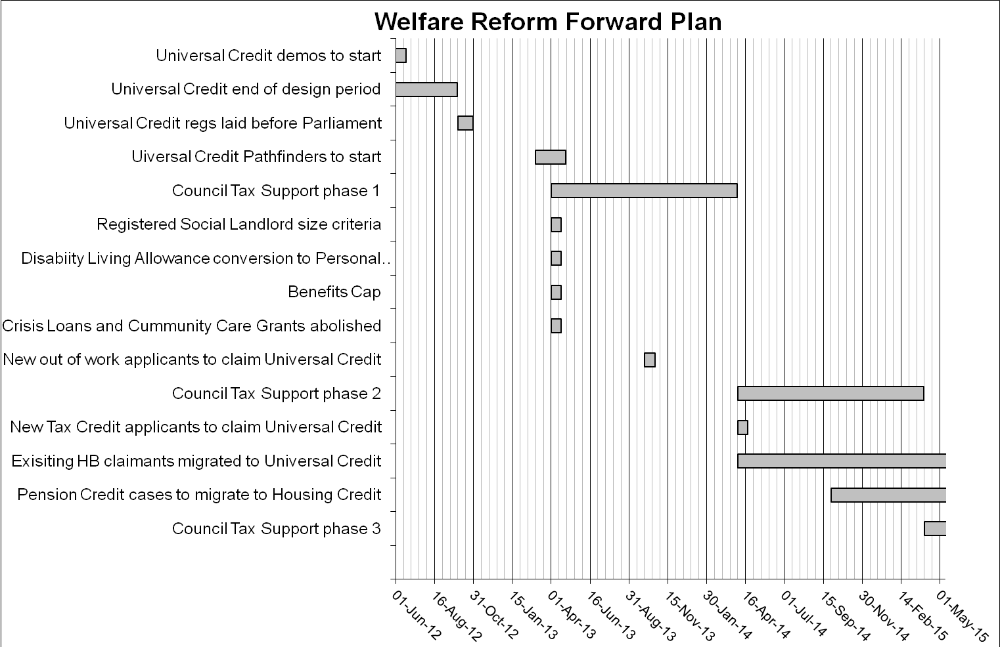 Welfare Reform Forward Plan
Universal Credit demos to start
Universal Credit end of design period
Universal Credit regs laid before Parliament
Uiversal Credit Pathfinders to start
Council Tax Support phase 1
Registered Social Landlord size criteria
Disabiity Living Allowance conversion to Personal..
Benefits Cap
Crisis Loans and Cummunity Care Grants abolished
New out of work applicants to claim Universal Credit
Council Tax Support phase 2
New Tax Credit applicants to claim Universal Credit
Exisiting HB claimants migrated to Universal Credit
Pension Credit cases to migrate to Housing Credit
Council Tax Support phase 3
01-Jun-12
16-Aug-12
31-Oct-12
15-Jan-13
01-Apr-13
16-Jun-13
31-Aug-13
15-Nov-13
30-Jan-14
16-Apr-14
01-Jul-14
15-Sep-14
30-Nov-14
14-Feb-15
01-May-15